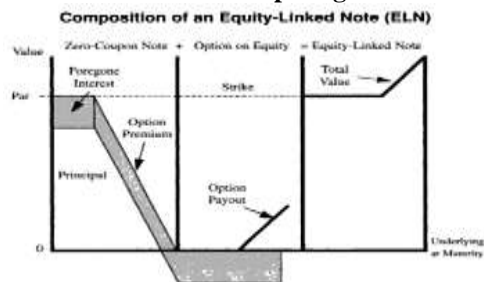 Composition of an Equity-Linked Note (ELN)
Value Zero-Coupon Note + Option on Equity = Equity-Linked Note
Foregone
Interest
Total
Value
Par
Strike
Option
Premium
Principal
Option
Payout
0
Underlying
at Maturity